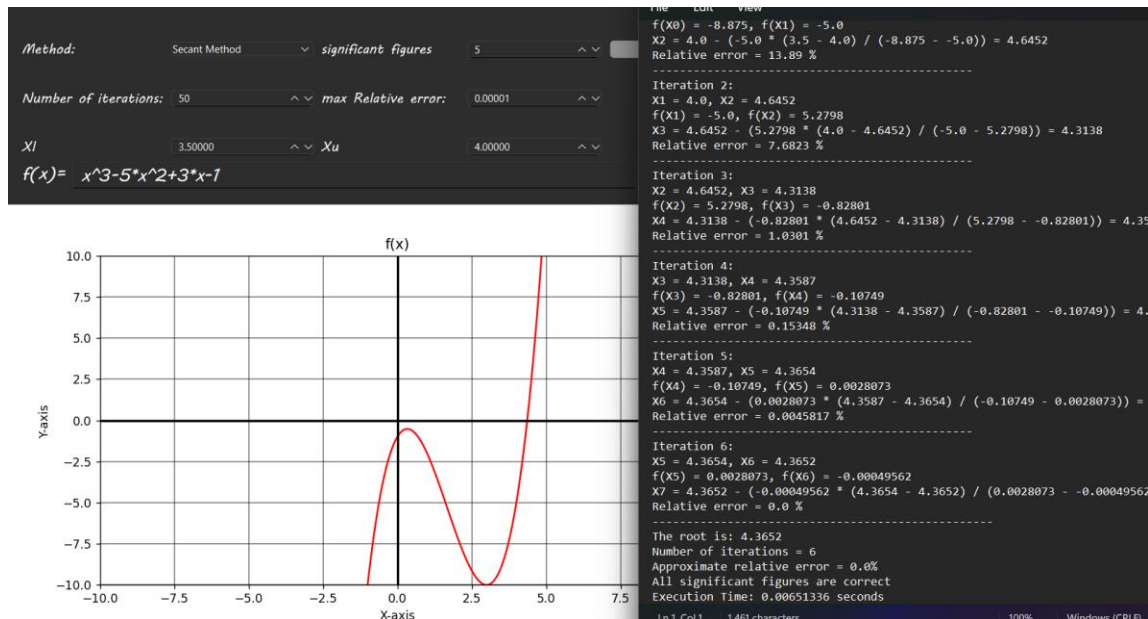 Method: Secant Method significant figures 5
Number of iterations: 50 max Relative error: 0.00001
Xl 3.50000 Xu 4.00000
f(x)= x^3-5*x^2+3*x-1
f(x)
10.0
7.5
5.0
2.5
0.0
−2.5
−5.0
−7.5
−10.0
Y-axis
−10.0 −7.5 −5.0 −2.5 0.0 2.5 5.0 7.5
X-axis
File Edit View
f(X0) = -8.875, f(X1) = -5.0
X2 = 4.0 - (-5.0 * (3.5 - 4.0) / (-8.875 - -5.0)) = 4.6452
Relative error = 13.89 %
-----------------------------------------------
Iteration 2:
X1 = 4.0, X2 = 4.6452
f(X1) = -5.0, f(X2) = 5.2798
X3 = 4.6452 - (5.2798 * (4.0 - 4.6452) / (-5.0 - 5.2798)) = 4.3138
Relative error = 7.6823 %
-----------------------------------------------
Iteration 3:
X2 = 4.6452, X3 = 4.3138
f(X2) = 5.2798, f(X3) = -0.82801
X4 = 4.3138 - (-0.82801 * (4.6452 - 4.3138) / (5.2798 - -0.82801)) = 4.35
Relative error = 1.0301 %
-----------------------------------------------
Iteration 4:
X3 = 4.3138, X4 = 4.3587
f(X3) = -0.82801, f(X4) = -0.10749
X5 = 4.3587 - (-0.10749 * (4.3138 - 4.3587) / (-0.82801 - -0.10749)) = 4.
Relative error = 0.15348 %
-----------------------------------------------
Iteration 5:
X4 = 4.3587, X5 = 4.3654
f(X4) = -0.10749, f(X5) = 0.0028073
X6 = 4.3654 - (0.0028073 * (4.3587 - 4.3654) / (-0.10749 - 0.0028073)) =
Relative error = 0.0045817 %
-----------------------------------------------
Iteration 6:
X5 = 4.3654, X6 = 4.3652
f(X5) = 0.0028073, f(X6) = -0.00049562
X7 = 4.3652 - (-0.00049562 * (4.3654 - 4.3652) / (0.0028073 - -0.00049562
Relative error = 0.0 %
--------------------------------------------------
The root is: 4.3652
Number of iterations = 6
Approximate relative error = 0.0%
All significant figures are correct
Execution Time: 0.00651336 seconds
Ln 1, Col 1 1,461 characters 100% Windows (CRLF)